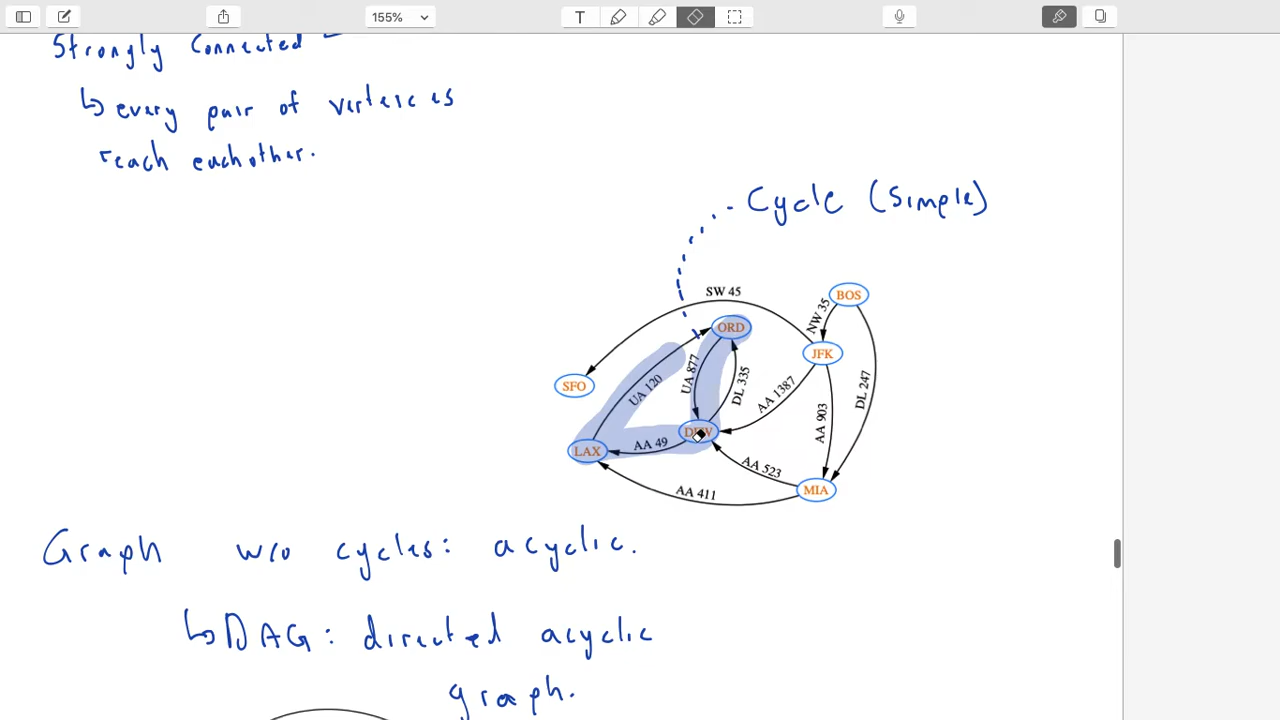 155%
T
Strongly Connected
↳ every pair of vertices
reach eachother.
Cycle (Simple)
SW 45
BOS
NW 35
ORD
JFK
SFO
UA 120
UA 877
DL 335
AA 1387
DL 247
AA 903
DFW
LAX
AA 49
AA 523
MIA
AA 411
Graph w/o cycles: acyclic.
↳ DAG: directed acyclic
graph.